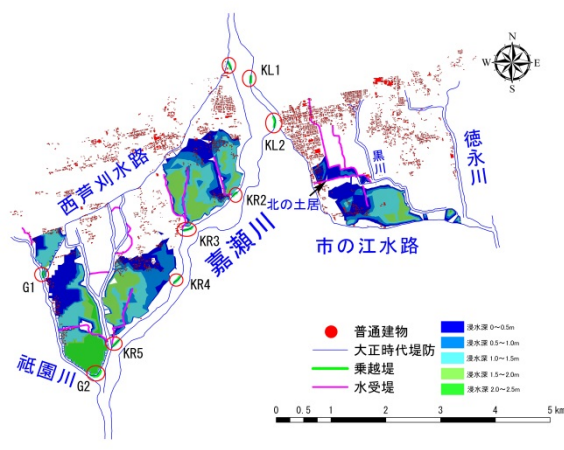 N
W
E
S
KL1
KL2
西芦刈水路
徳永川
黒川
北の土居
市の江水路
KR2
KR3
嘉瀬川
KR4
G1
KR5
祗園川
G2
普通建物
大正時代堤防
乗越堤
水受堤
浸水深 0～0.5m
浸水深 0.5～1.0m
浸水深 1.0～1.5m
浸水深 1.5～2.0m
浸水深 2.0～2.5m
0 0.5 1 2 3 4 5 km